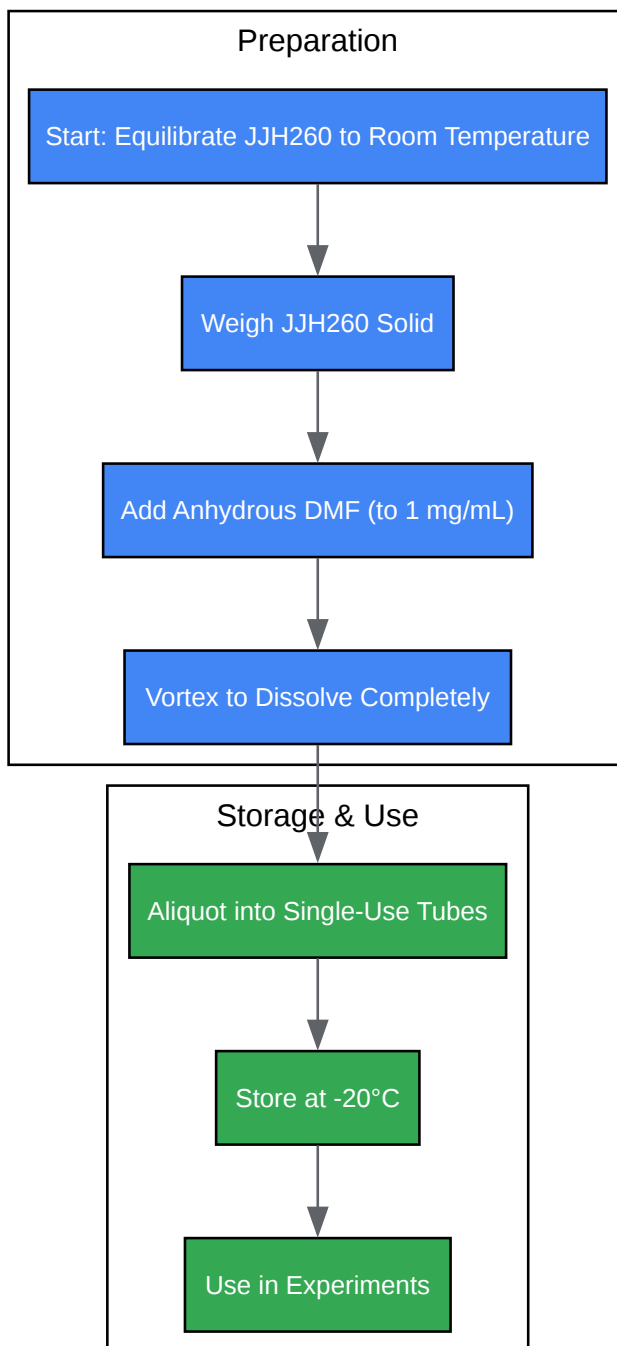 Preparation
Start: Equilibrate JJH260 to Room Temperature
Weigh JJH260 Solid
Add Anhydrous DMF (to 1 mg/mL)
Vortex to Dissolve Completely
Storage & Use
Aliquot into Single-Use Tubes
Store at -20°C
Use in Experiments